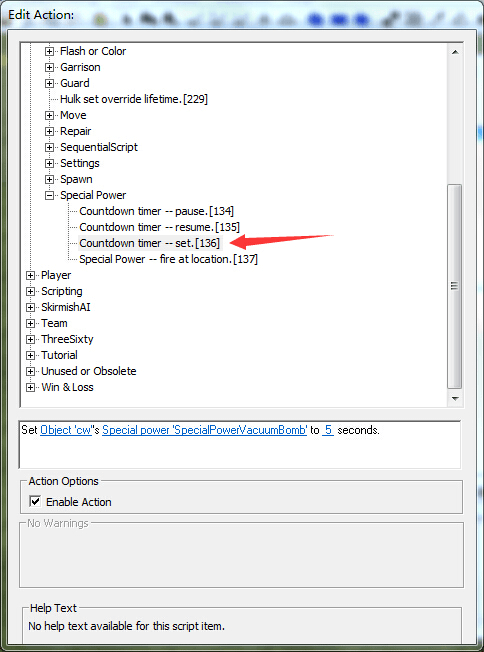 Edit Action:
Flash or Color
Garrison
Guard
Hulk set override lifetime.[229]
Move
Repair
SequentialScript
Settings
Spawn
Special Power
Countdown timer -- pause.[134]
Countdown timer -- resume.[135]
Countdown timer -- set.[136]
Special Power -- fire at location.[137]
Player
Scripting
SkirmishAI
Team
ThreeSixty
Tutorial
Unused or Obsolete
Win & Loss
Set Object 'cw''s Special power 'SpecialPowerVacuumBomb' to 5 seconds.
Action Options
Enable Action
No Warnings
Help Text
No help text available for this script item.